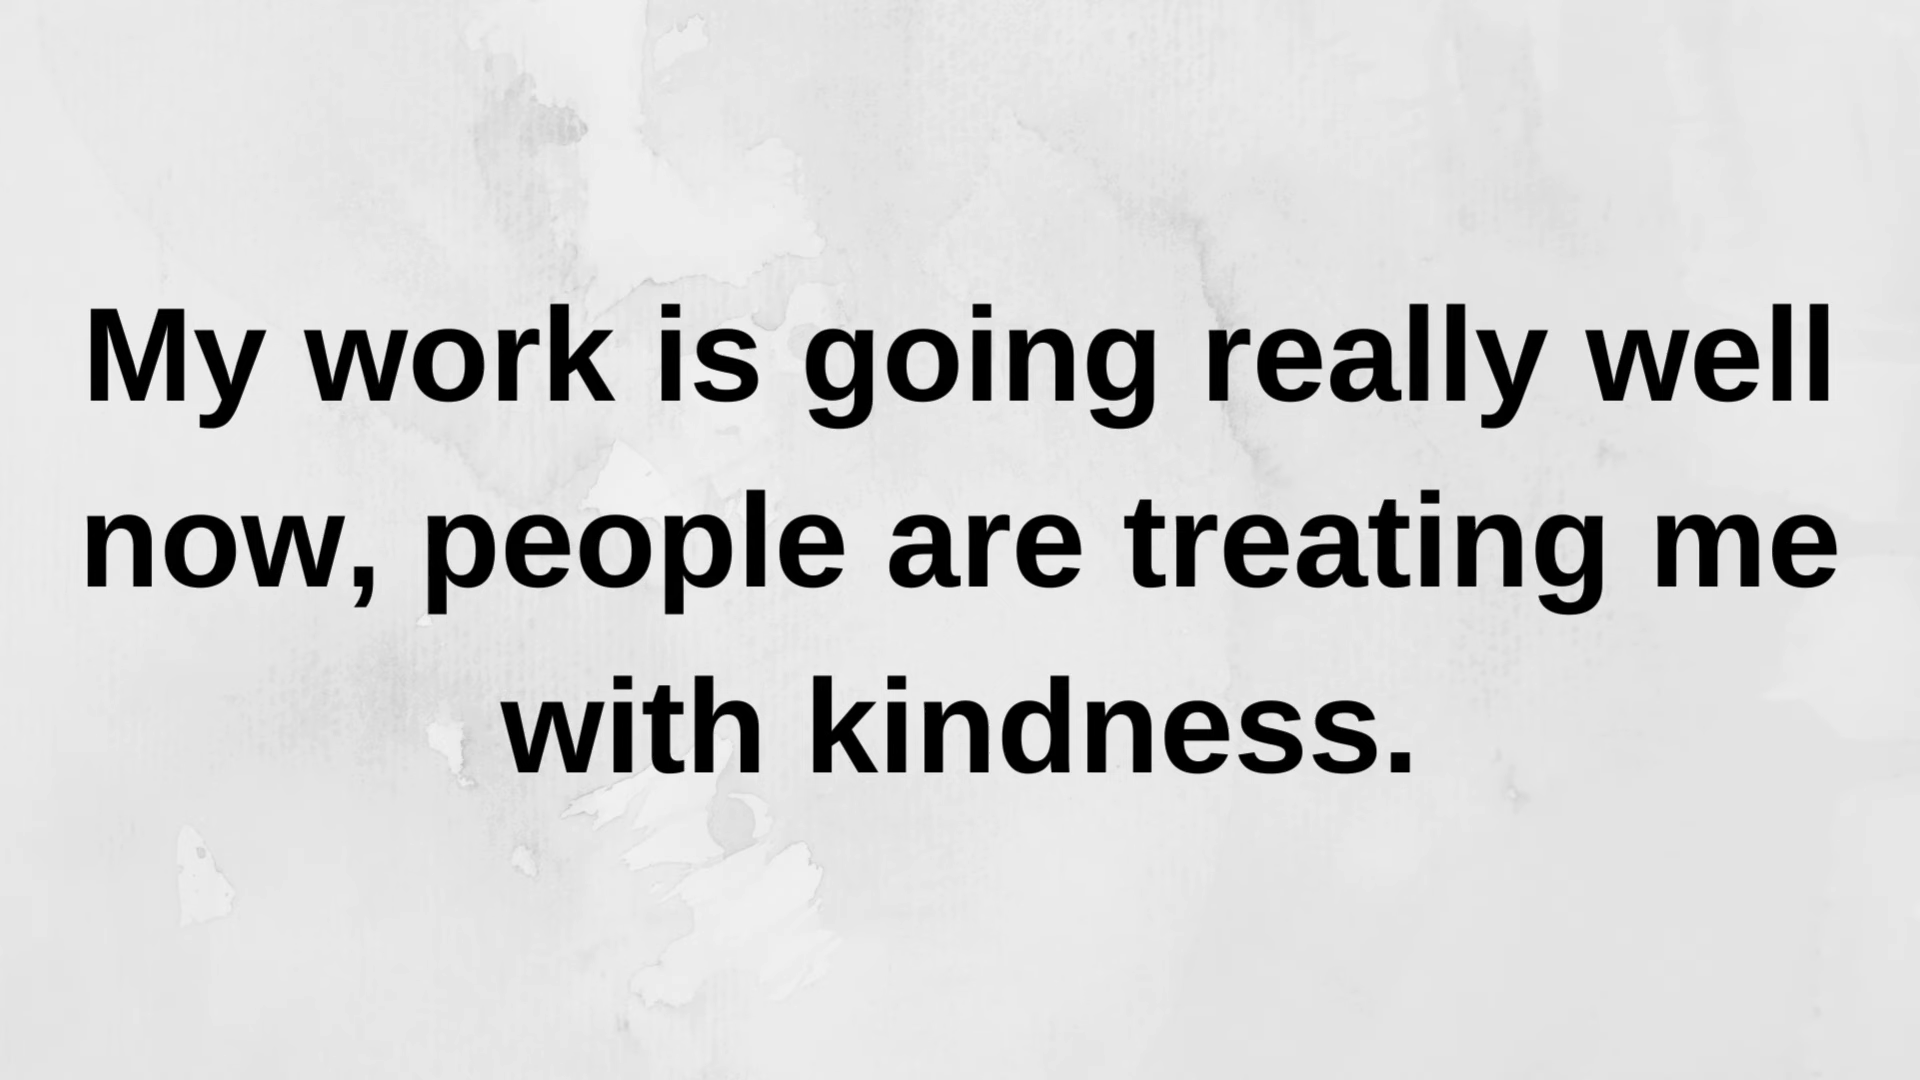 My work is going really well
now, people are treating me
with kindness.